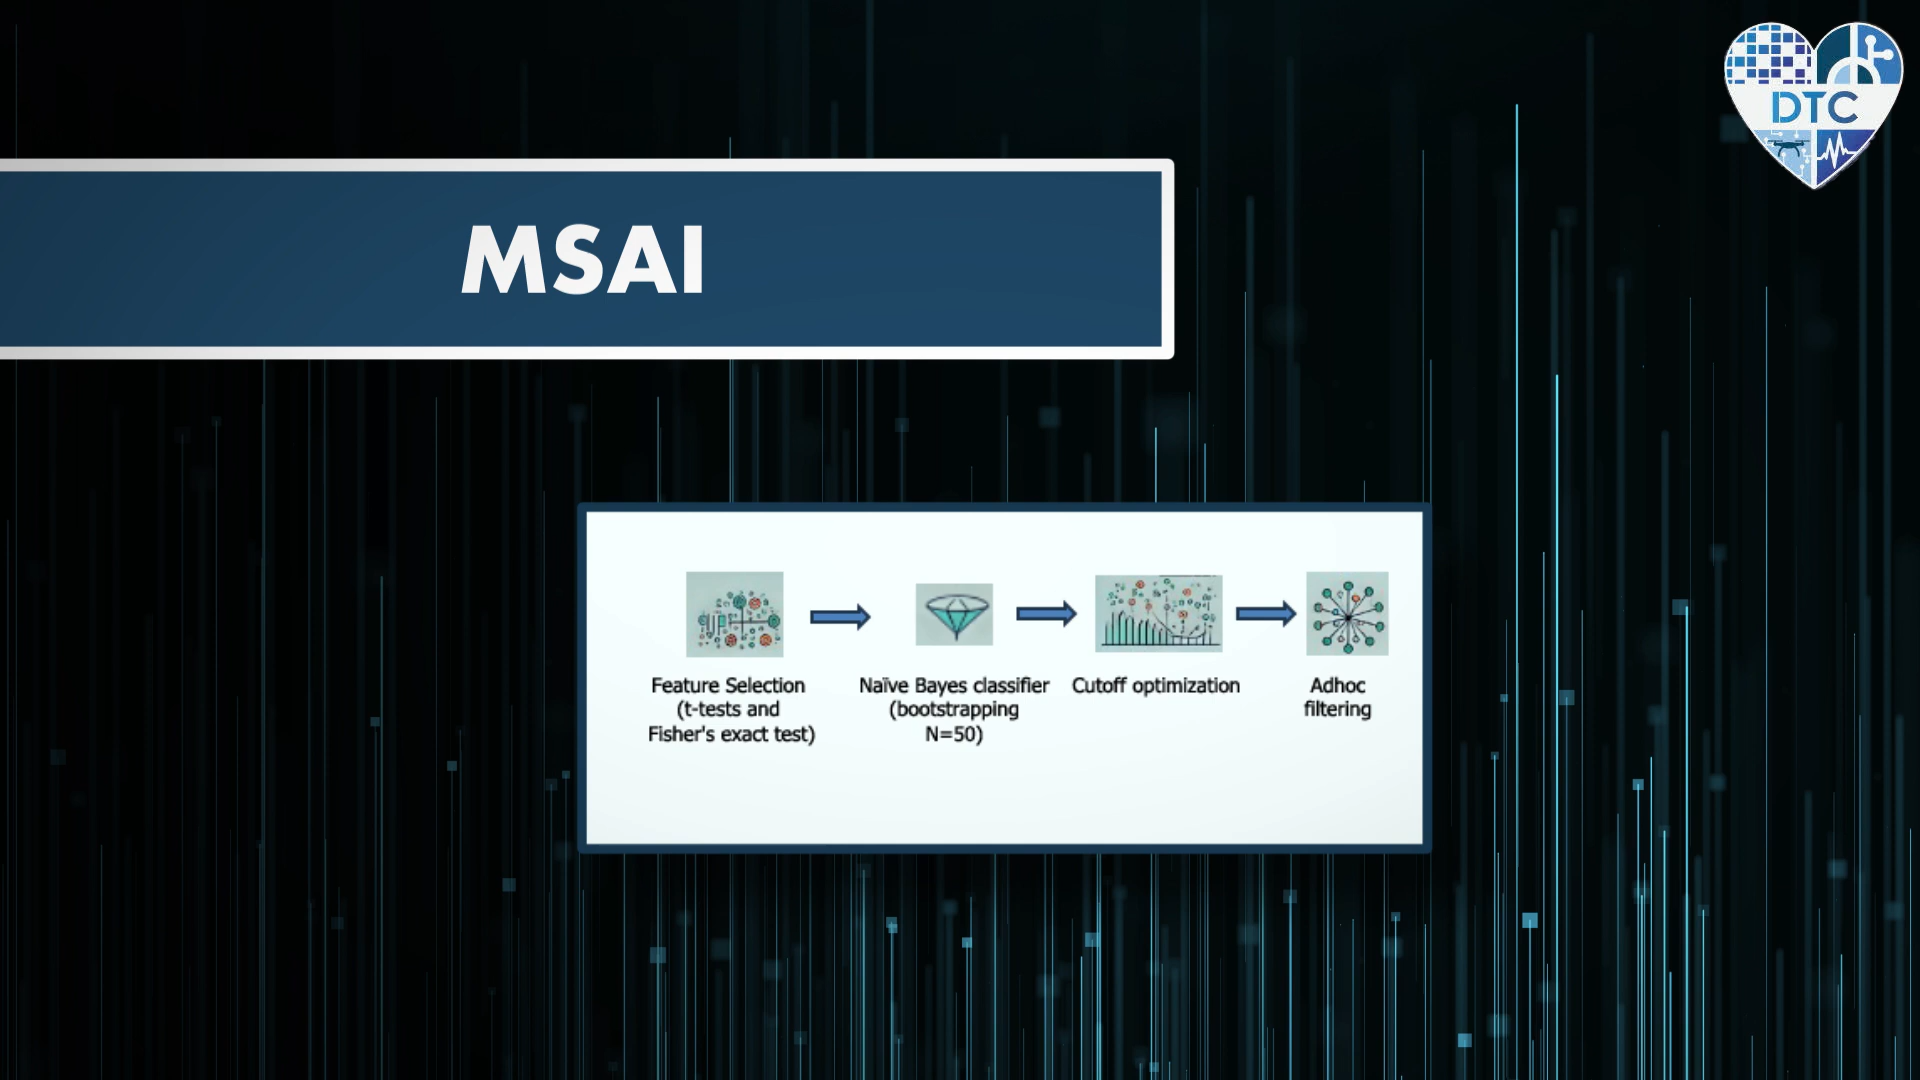 DTC
MSAI
Feature Selection
(t-tests and
Fisher's exact test)
Naïve Bayes classifier
(bootstrapping
N=50)
Cutoff optimization
Adhoc
filtering